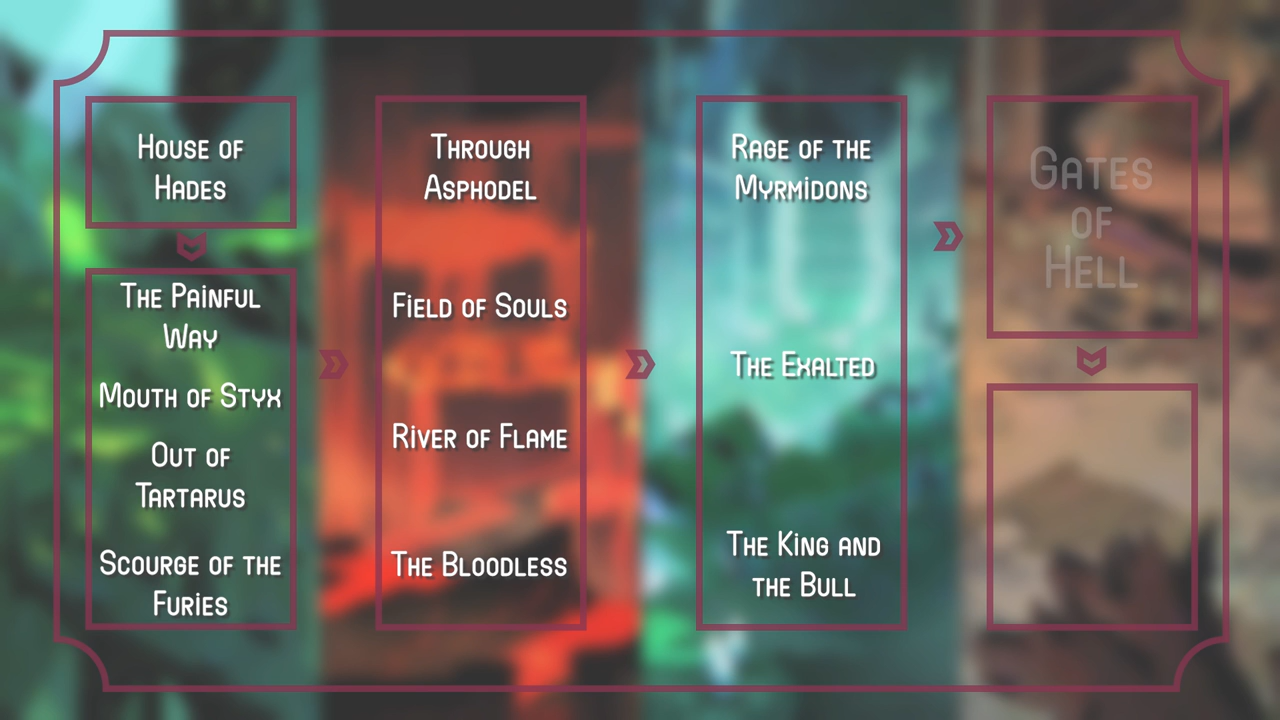 House of
Hades
The Painful
Way
Mouth of Styx
Out of
Tartarus
Scourge of the
Furies
Through
Asphodel
Field of Souls
River of Flame
The Bloodless
Rage of the
Myrmidons
The Exalted
The King and
the Bull
Gates
of
Hell